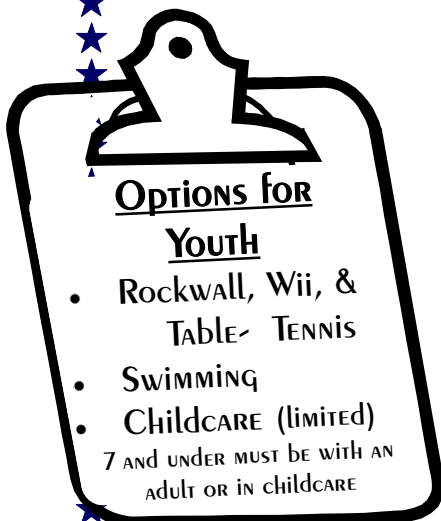 Options for
Youth
• Rockwall, Wii, &
Table- Tennis
• Swimming
• Childcare (limited)
7 and under must be with an
adult or in childcare